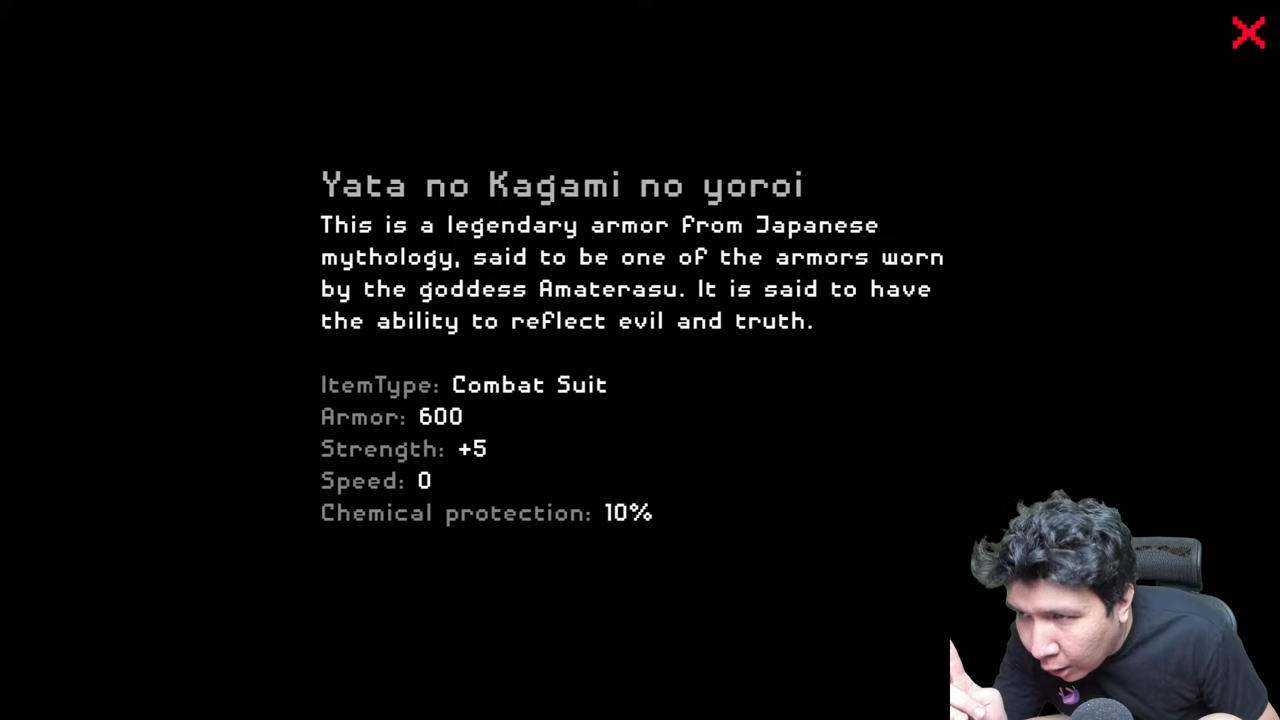 Yata no Kagami no yoroi
This is a legendary armor from Japanese
mythology, said to be one of the armors worn
by the goddess Amaterasu. It is said to have
the ability to reflect evil and truth.
ItemType: Combat Suit
Armor: 600
Strength: +5
Speed: 0
Chemical protection: 10%